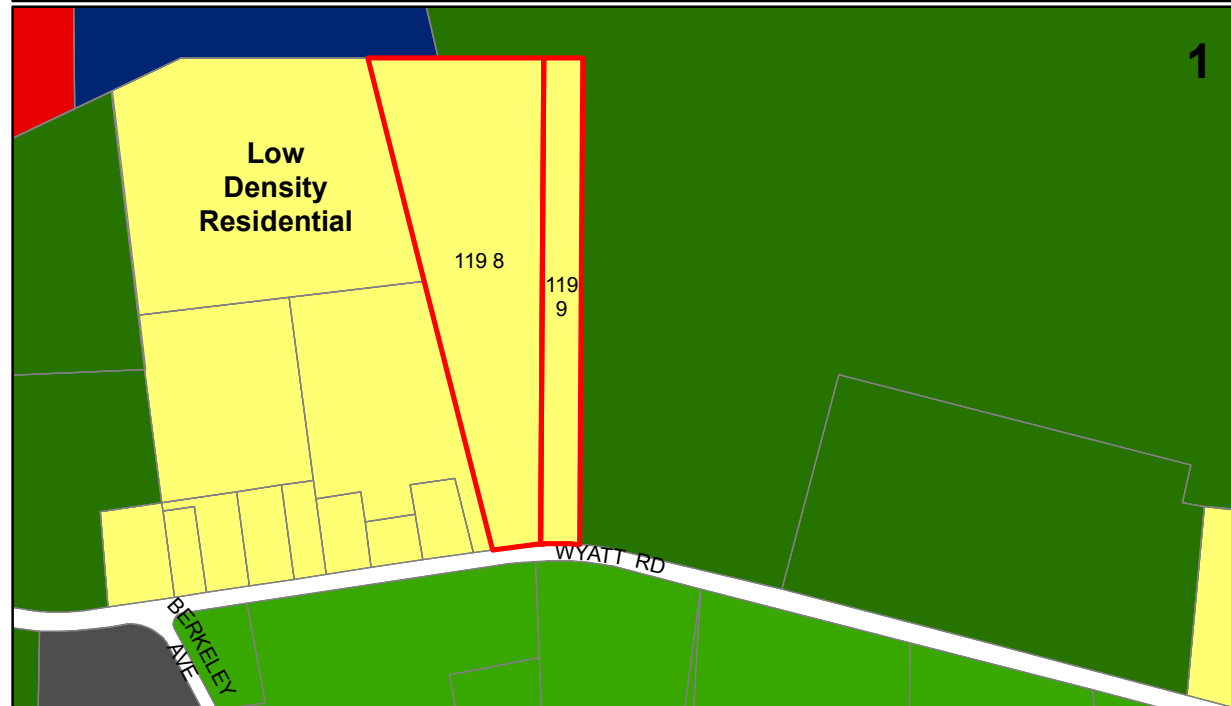 1
Low
Density
Residential
119 8
119
9
WYATT RD
BERKELEY
AVE